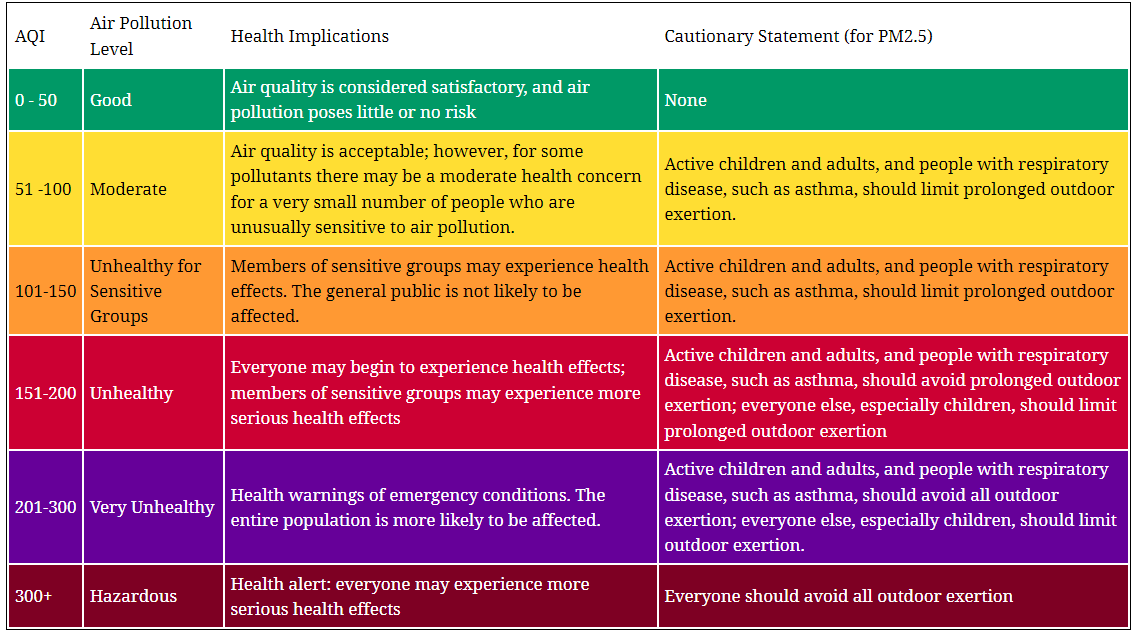 AQI
Air Pollution
Level
Health Implications
Cautionary Statement (for PM2.5)
0 - 50
Good
Air quality is considered satisfactory, and air
pollution poses little or no risk
None
51 -100
Moderate
Air quality is acceptable; however, for some
pollutants there may be a moderate health concern
for a very small number of people who are
unusually sensitive to air pollution.
Active children and adults, and people with respiratory
disease, such as asthma, should limit prolonged outdoor
exertion.
101-150
Unhealthy for
Sensitive
Groups
Members of sensitive groups may experience health
effects. The general public is not likely to be
affected.
Active children and adults, and people with respiratory
disease, such as asthma, should limit prolonged outdoor
exertion.
151-200
Unhealthy
Everyone may begin to experience health effects;
members of sensitive groups may experience more
serious health effects
Active children and adults, and people with respiratory
disease, such as asthma, should avoid prolonged outdoor
exertion; everyone else, especially children, should limit
prolonged outdoor exertion
201-300
Very Unhealthy
Health warnings of emergency conditions. The
entire population is more likely to be affected.
Active children and adults, and people with respiratory
disease, such as asthma, should avoid all outdoor
exertion; everyone else, especially children, should limit
outdoor exertion.
300+
Hazardous
Health alert: everyone may experience more
serious health effects
Everyone should avoid all outdoor exertion